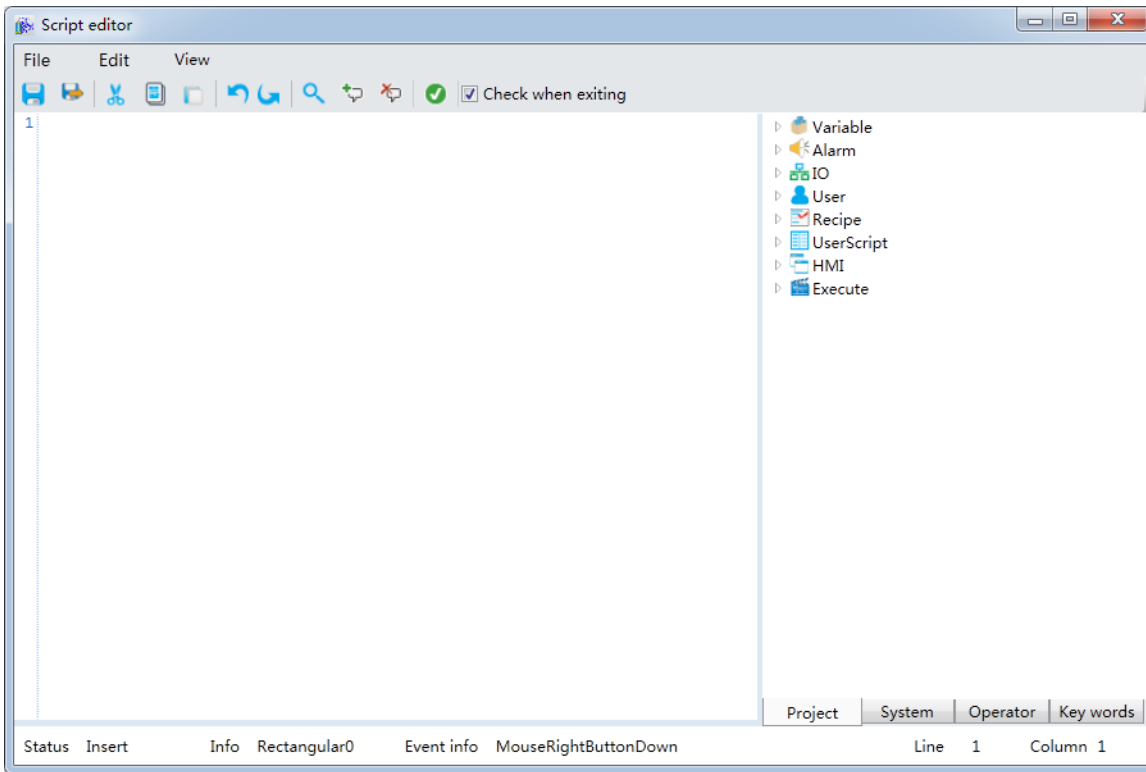 Script editor
File Edit View
Check when exiting
1
Variable
Alarm
IO
User
Recipe
UserScript
HMI
Execute
Project System Operator Key words
Status Insert Info Rectangular0 Event info MouseRightButtonDown Line 1 Column 1